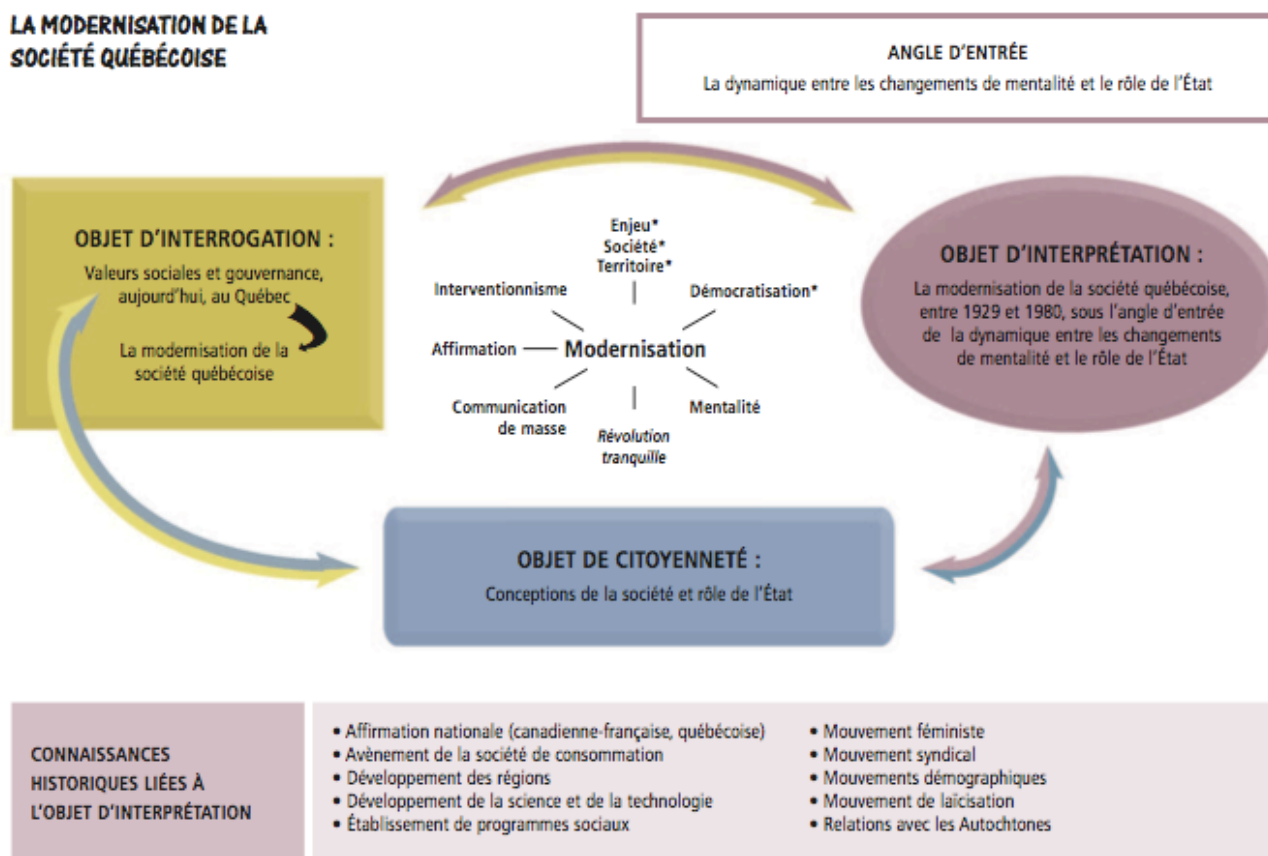 LA MODERNISATION DE LA
SOCIÉTÉ QUÉBÉCOISE
ANGLE D'ENTRÉE
La dynamique entre les changements de mentalité et le rôle de l'État
OBJET D'INTERROGATION :
Valeurs sociales et gouvernance,
aujourd'hui, au Québec
La modernisation de la
société québécoise
Enjeu*
Société*
Territoire*
Interventionnisme
Démocratisation*
Affirmation
Modernisation
Communication
de masse
Révolution
tranquille
Mentalité
OBJET D'INTERPRÉTATION :
La modernisation de la société québécoise,
entre 1929 et 1980, sous l'angle d'entrée
de la dynamique entre les changements
de mentalité et le rôle de l'État
OBJET DE CITOYENNETÉ :
Conceptions de la société et rôle de l'État
CONNAISSANCES
HISTORIQUES LIÉES À
L'OBJET D'INTERPRÉTATION
• Affirmation nationale (canadienne-française, québécoise)
• Avènement de la société de consommation
• Développement des régions
• Développement de la science et de la technologie
• Établissement de programmes sociaux
• Mouvement féministe
• Mouvement syndical
• Mouvements démographiques
• Mouvement de laïcisation
• Relations avec les Autochtones